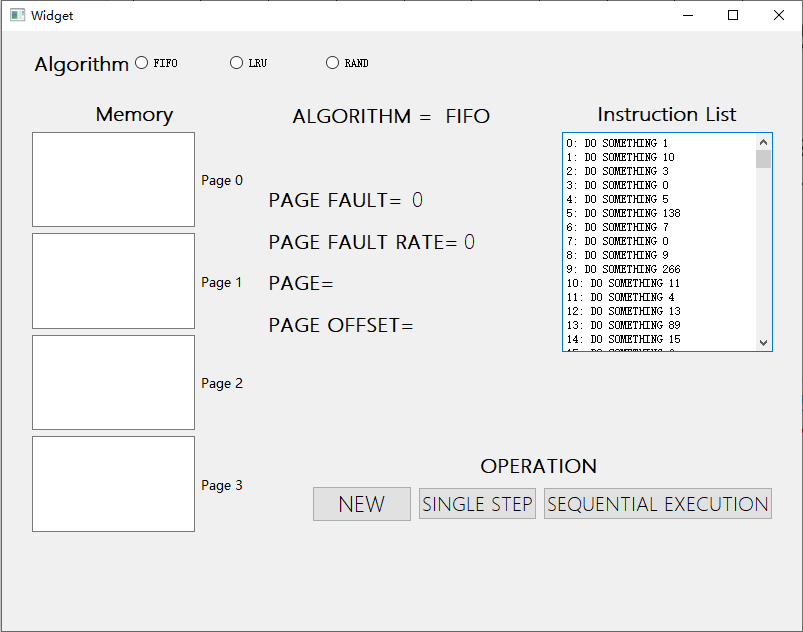 Widget
Algorithm FIFO LRU RAND
Memory
ALGORITHM = FIFO
Instruction List
Page 0
Page 1
Page 2
Page 3
PAGE FAULT= 0
PAGE FAULT RATE= 0
PAGE=
PAGE OFFSET=
0: DO SOMETHING 1
1: DO SOMETHING 10
2: DO SOMETHING 3
3: DO SOMETHING 0
4: DO SOMETHING 5
5: DO SOMETHING 138
6: DO SOMETHING 7
7: DO SOMETHING 0
8: DO SOMETHING 9
9: DO SOMETHING 266
10: DO SOMETHING 11
11: DO SOMETHING 4
12: DO SOMETHING 13
13: DO SOMETHING 89
14: DO SOMETHING 15
OPERATION
NEW SINGLE STEP SEQUENTIAL EXECUTION